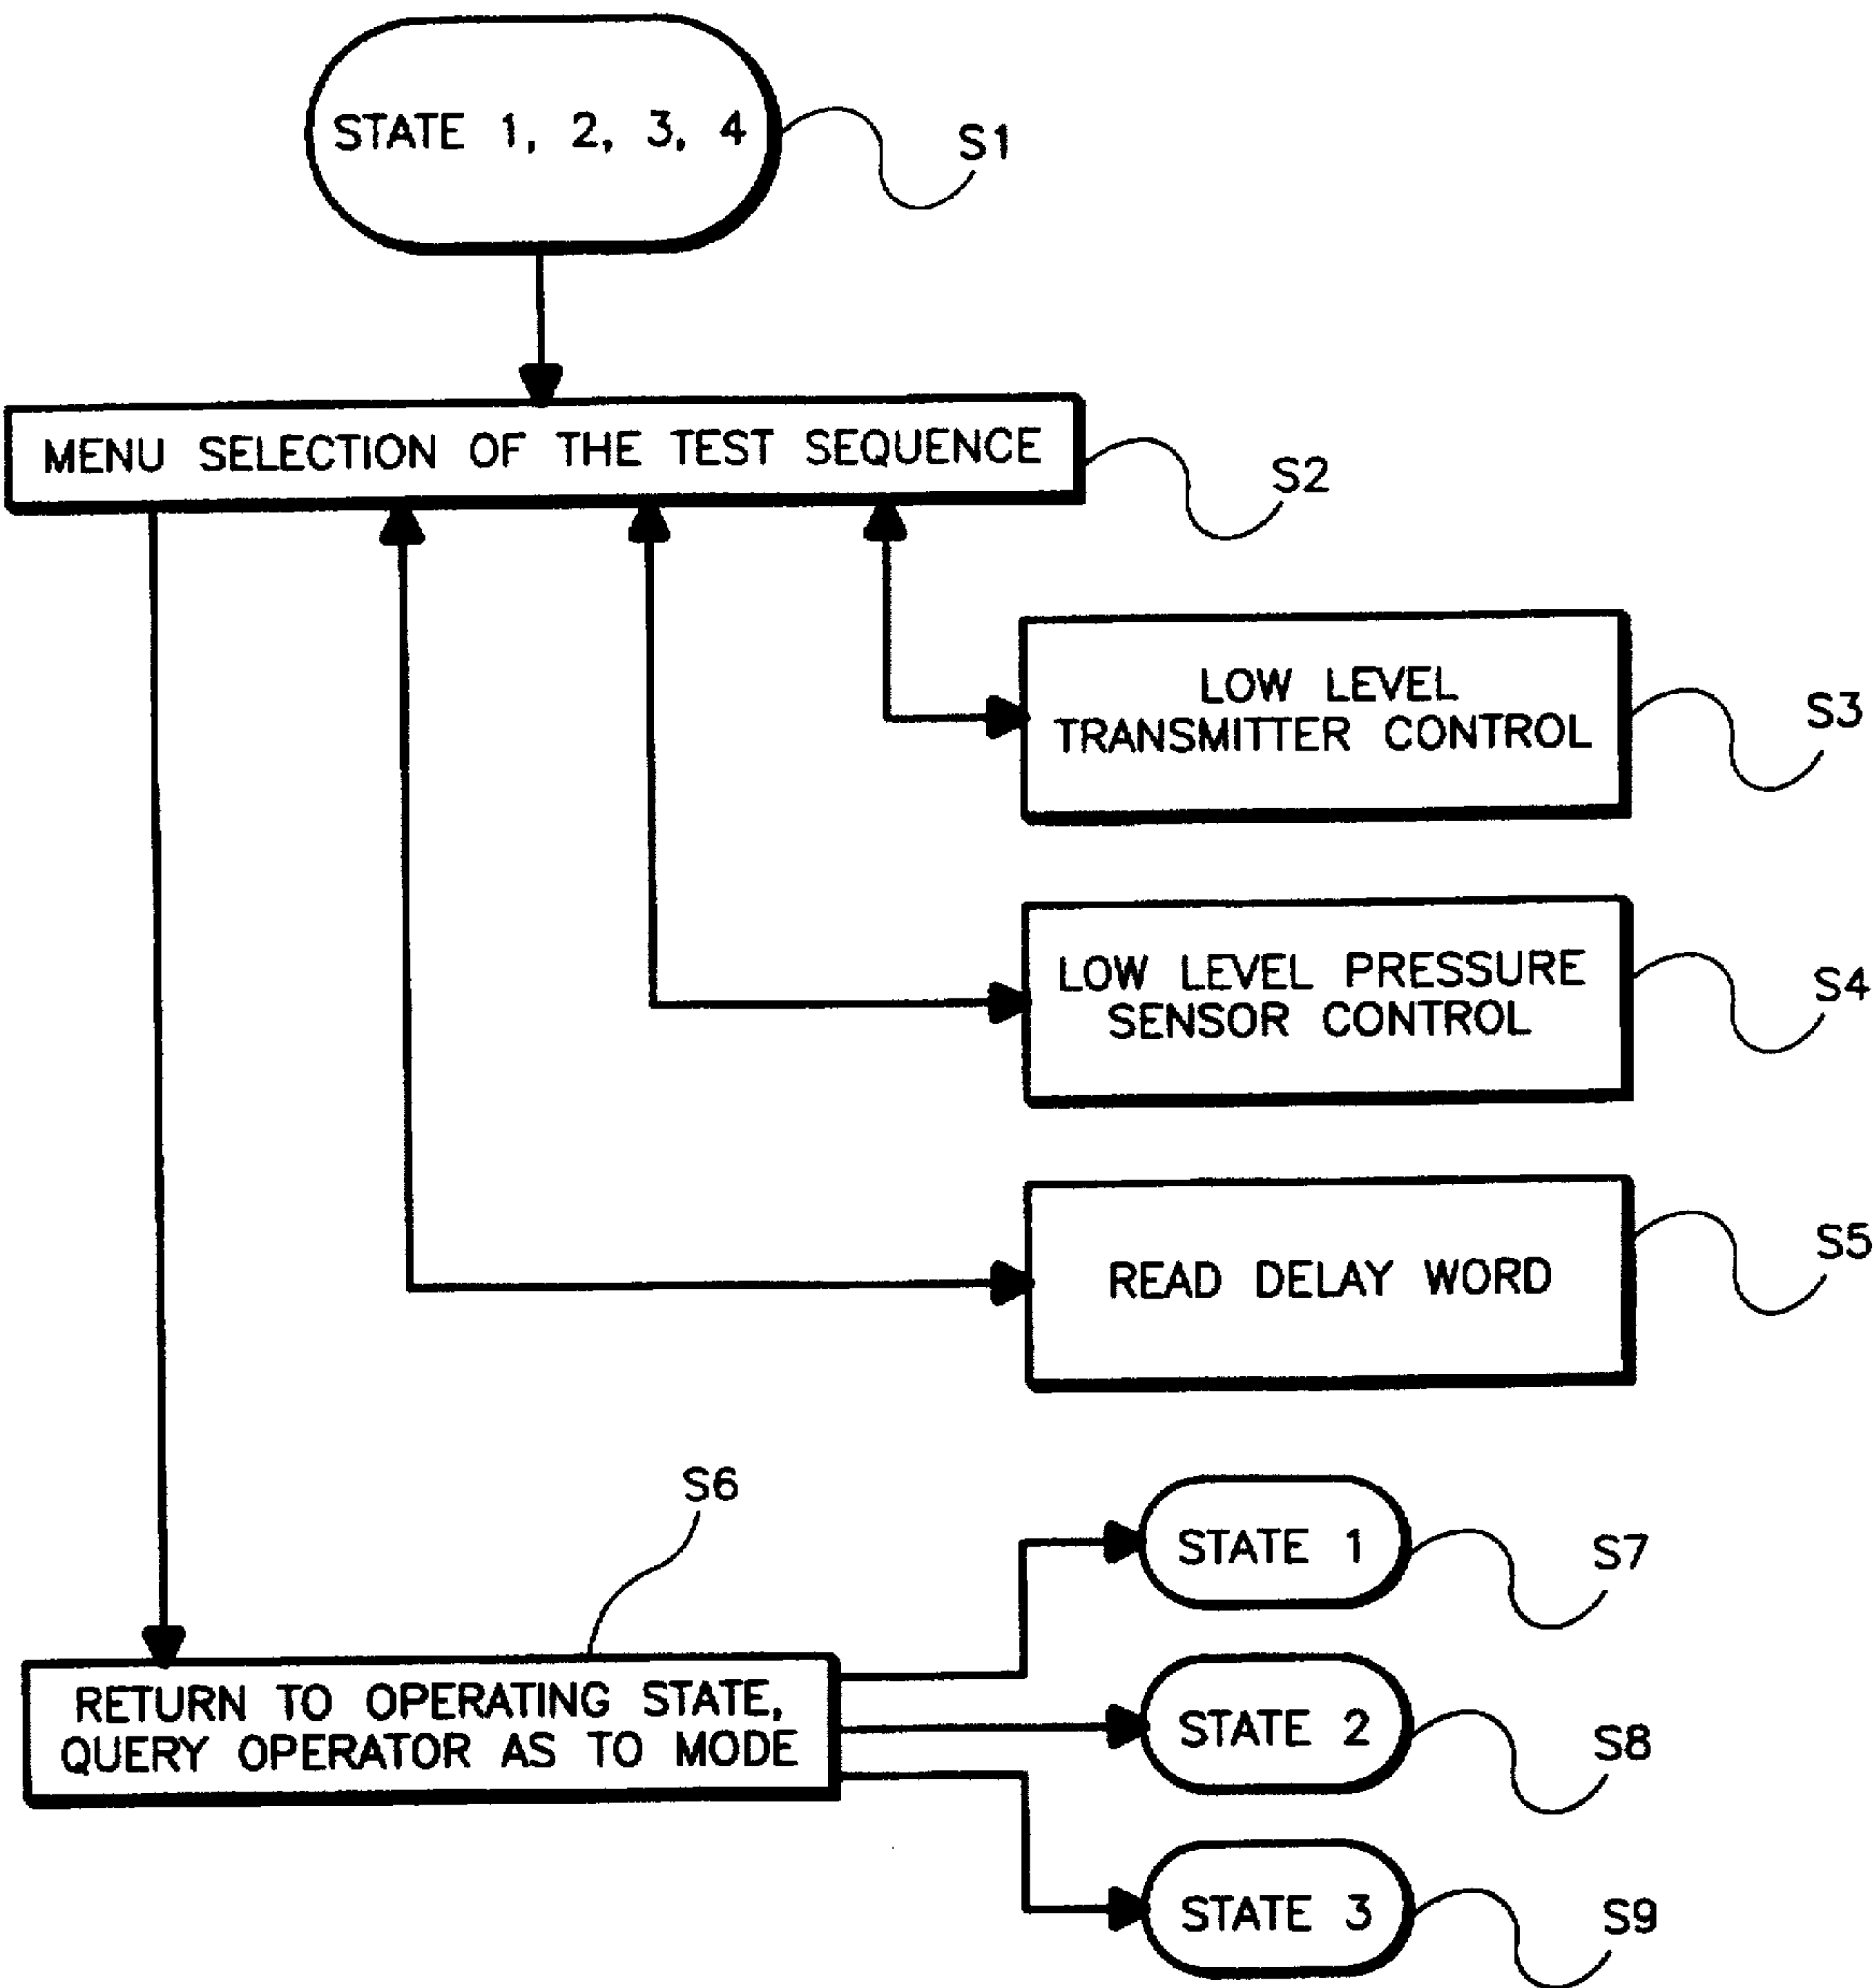 STATE 1, 2, 3, 4
S1
MENU SELECTION OF THE TEST SEQUENCE
S2
LOW LEVEL
TRANSMITTER CONTROL
S3
LOW LEVEL PRESSURE
SENSOR CONTROL
S4
READ DELAY WORD
S5
S6
RETURN TO OPERATING STATE,
QUERY OPERATOR AS TO MODE
STATE 1
S7
STATE 2
S8
STATE 3
S9